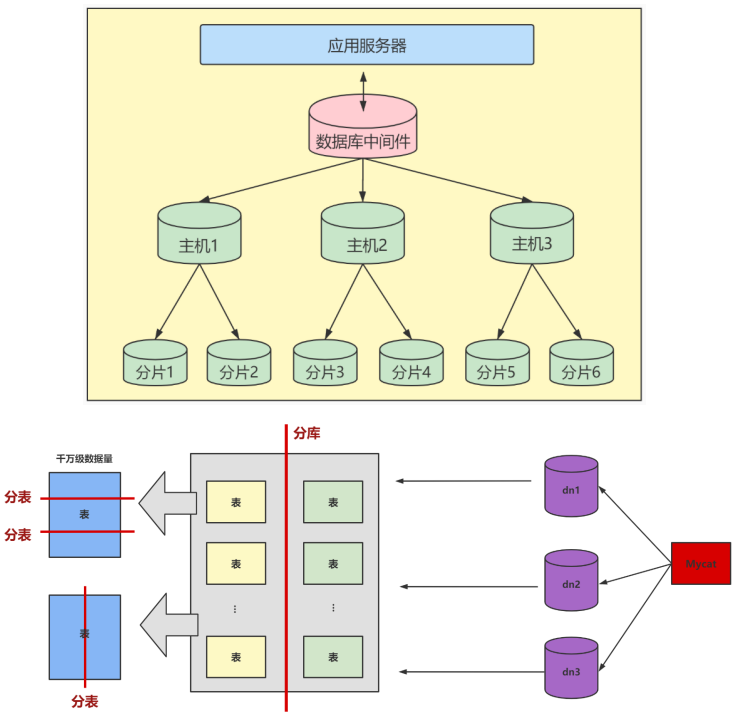 应用服务器
数据库中间件
主机1
主机2
主机3
分片1
分片2
分片3
分片4
分片5
分片6
分库
千万级数据量
分表
表
分表
表
分表
表
表
表
表
...
...
表
表
dn1
dn2
dn3
Mycat